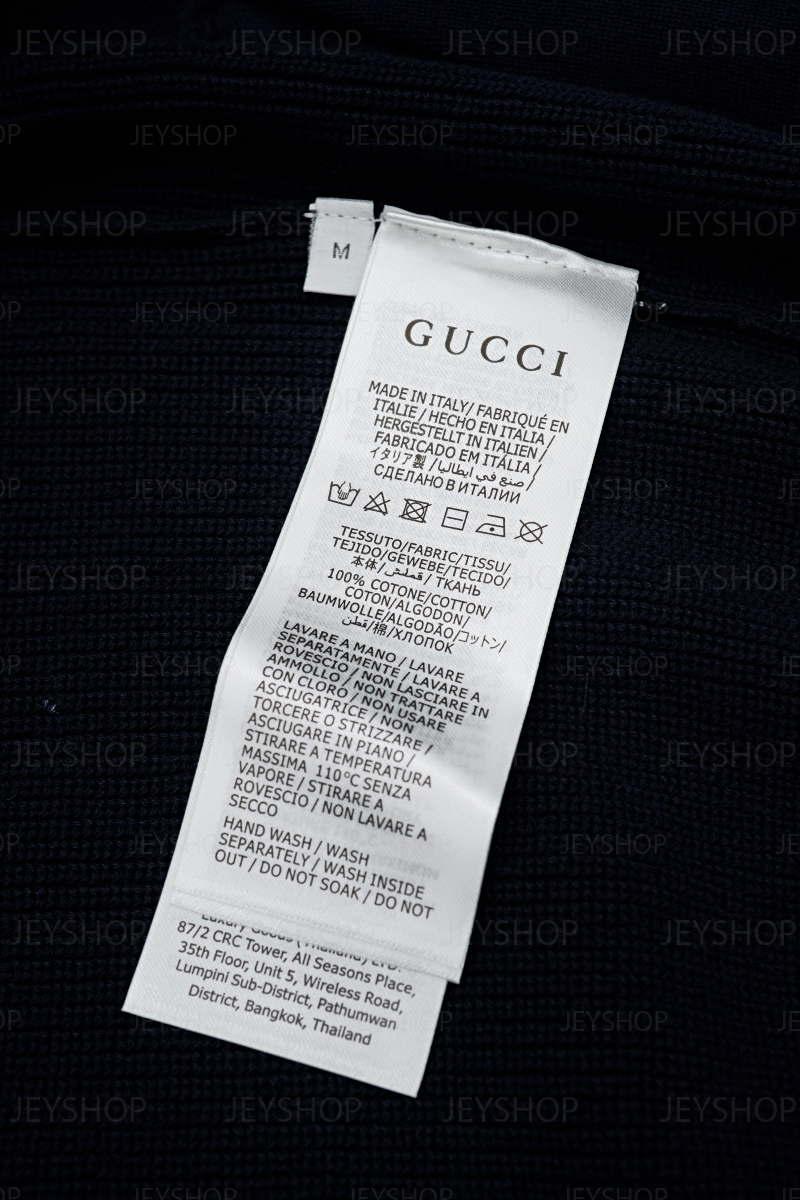 M
GUCCI
MADE IN ITALY/ FABRIQUÉ EN
ITALIE / HECHO EN ITALIA /
HERGESTELLT IN ITALIEN /
FABRICADO EM ITÁLIA /
イタリア製 / صنع في ايطاليا /
СДЕЛАНО В ИТАЛИИ
TESSUTO/FABRIC/TISSU/
TEJIDO/GEWEBE/TECIDO/
本体/قماش/ ТКАНЬ
100% COTONE/COTTON/
COTON/ALGODON/
BAUMWOLLE/ALGODÃO/コットン/
قطن/棉/ХЛОПОК
LAVARE A MANO / LAVARE
SEPARATAMENTE / LAVARE A
ROVESCIO / NON LASCIARE IN
AMMOLLO / NON TRATTARE
CON CLORO / NON USARE
ASCIUGATRICE / NON
TORCERE O STRIZZARE /
ASCIUGARE IN PIANO /
STIRARE A TEMPERATURA
MASSIMA 110°C SENZA
VAPORE / STIRARE A
ROVESCIO / NON LAVARE A
SECCO
HAND WASH / WASH
SEPARATELY / WASH INSIDE
OUT / DO NOT SOAK / DO NOT
Luxury Goods (Thailand) LTD.
87/2 CRC Tower, All Seasons Place,
35th Floor, Unit 5, Wireless Road,
Lumpini Sub-District, Pathumwan
District, Bangkok, Thailand
JEYSHOP